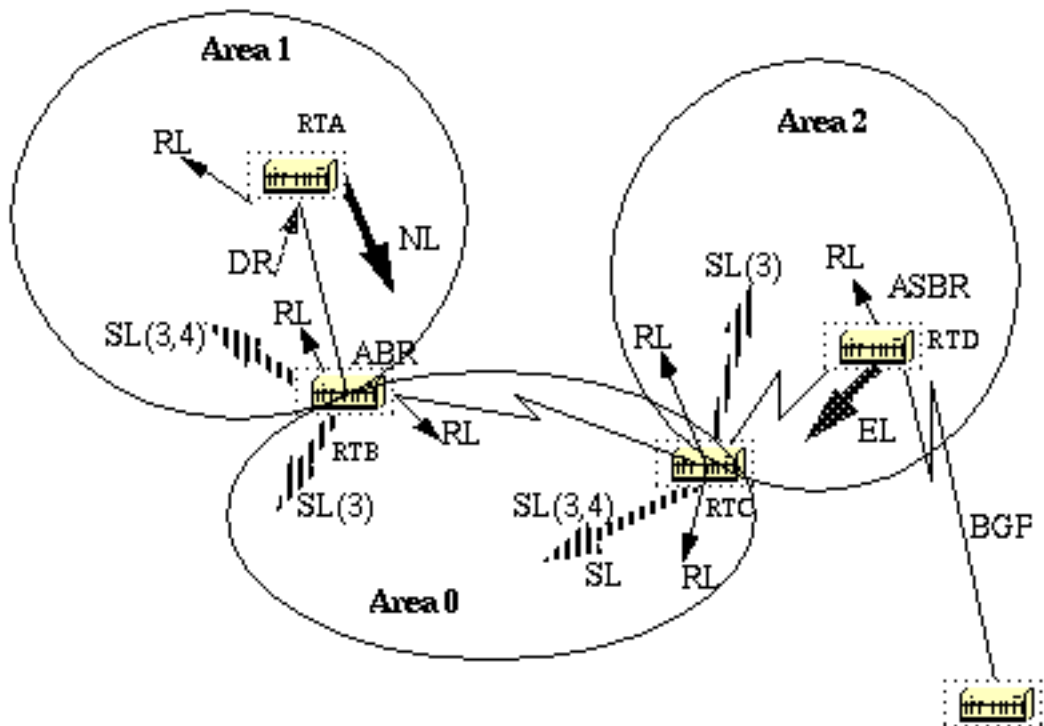 Area 1
RTA
RL
NL
DR
RL
SL(3,4)
ABR
RL
RTB
SL(3)
Area 2
SL(3)
RL
ASBR
RL
RTD
EL
SL(3,4)
RTC
SL
RL
BGP
Area 0